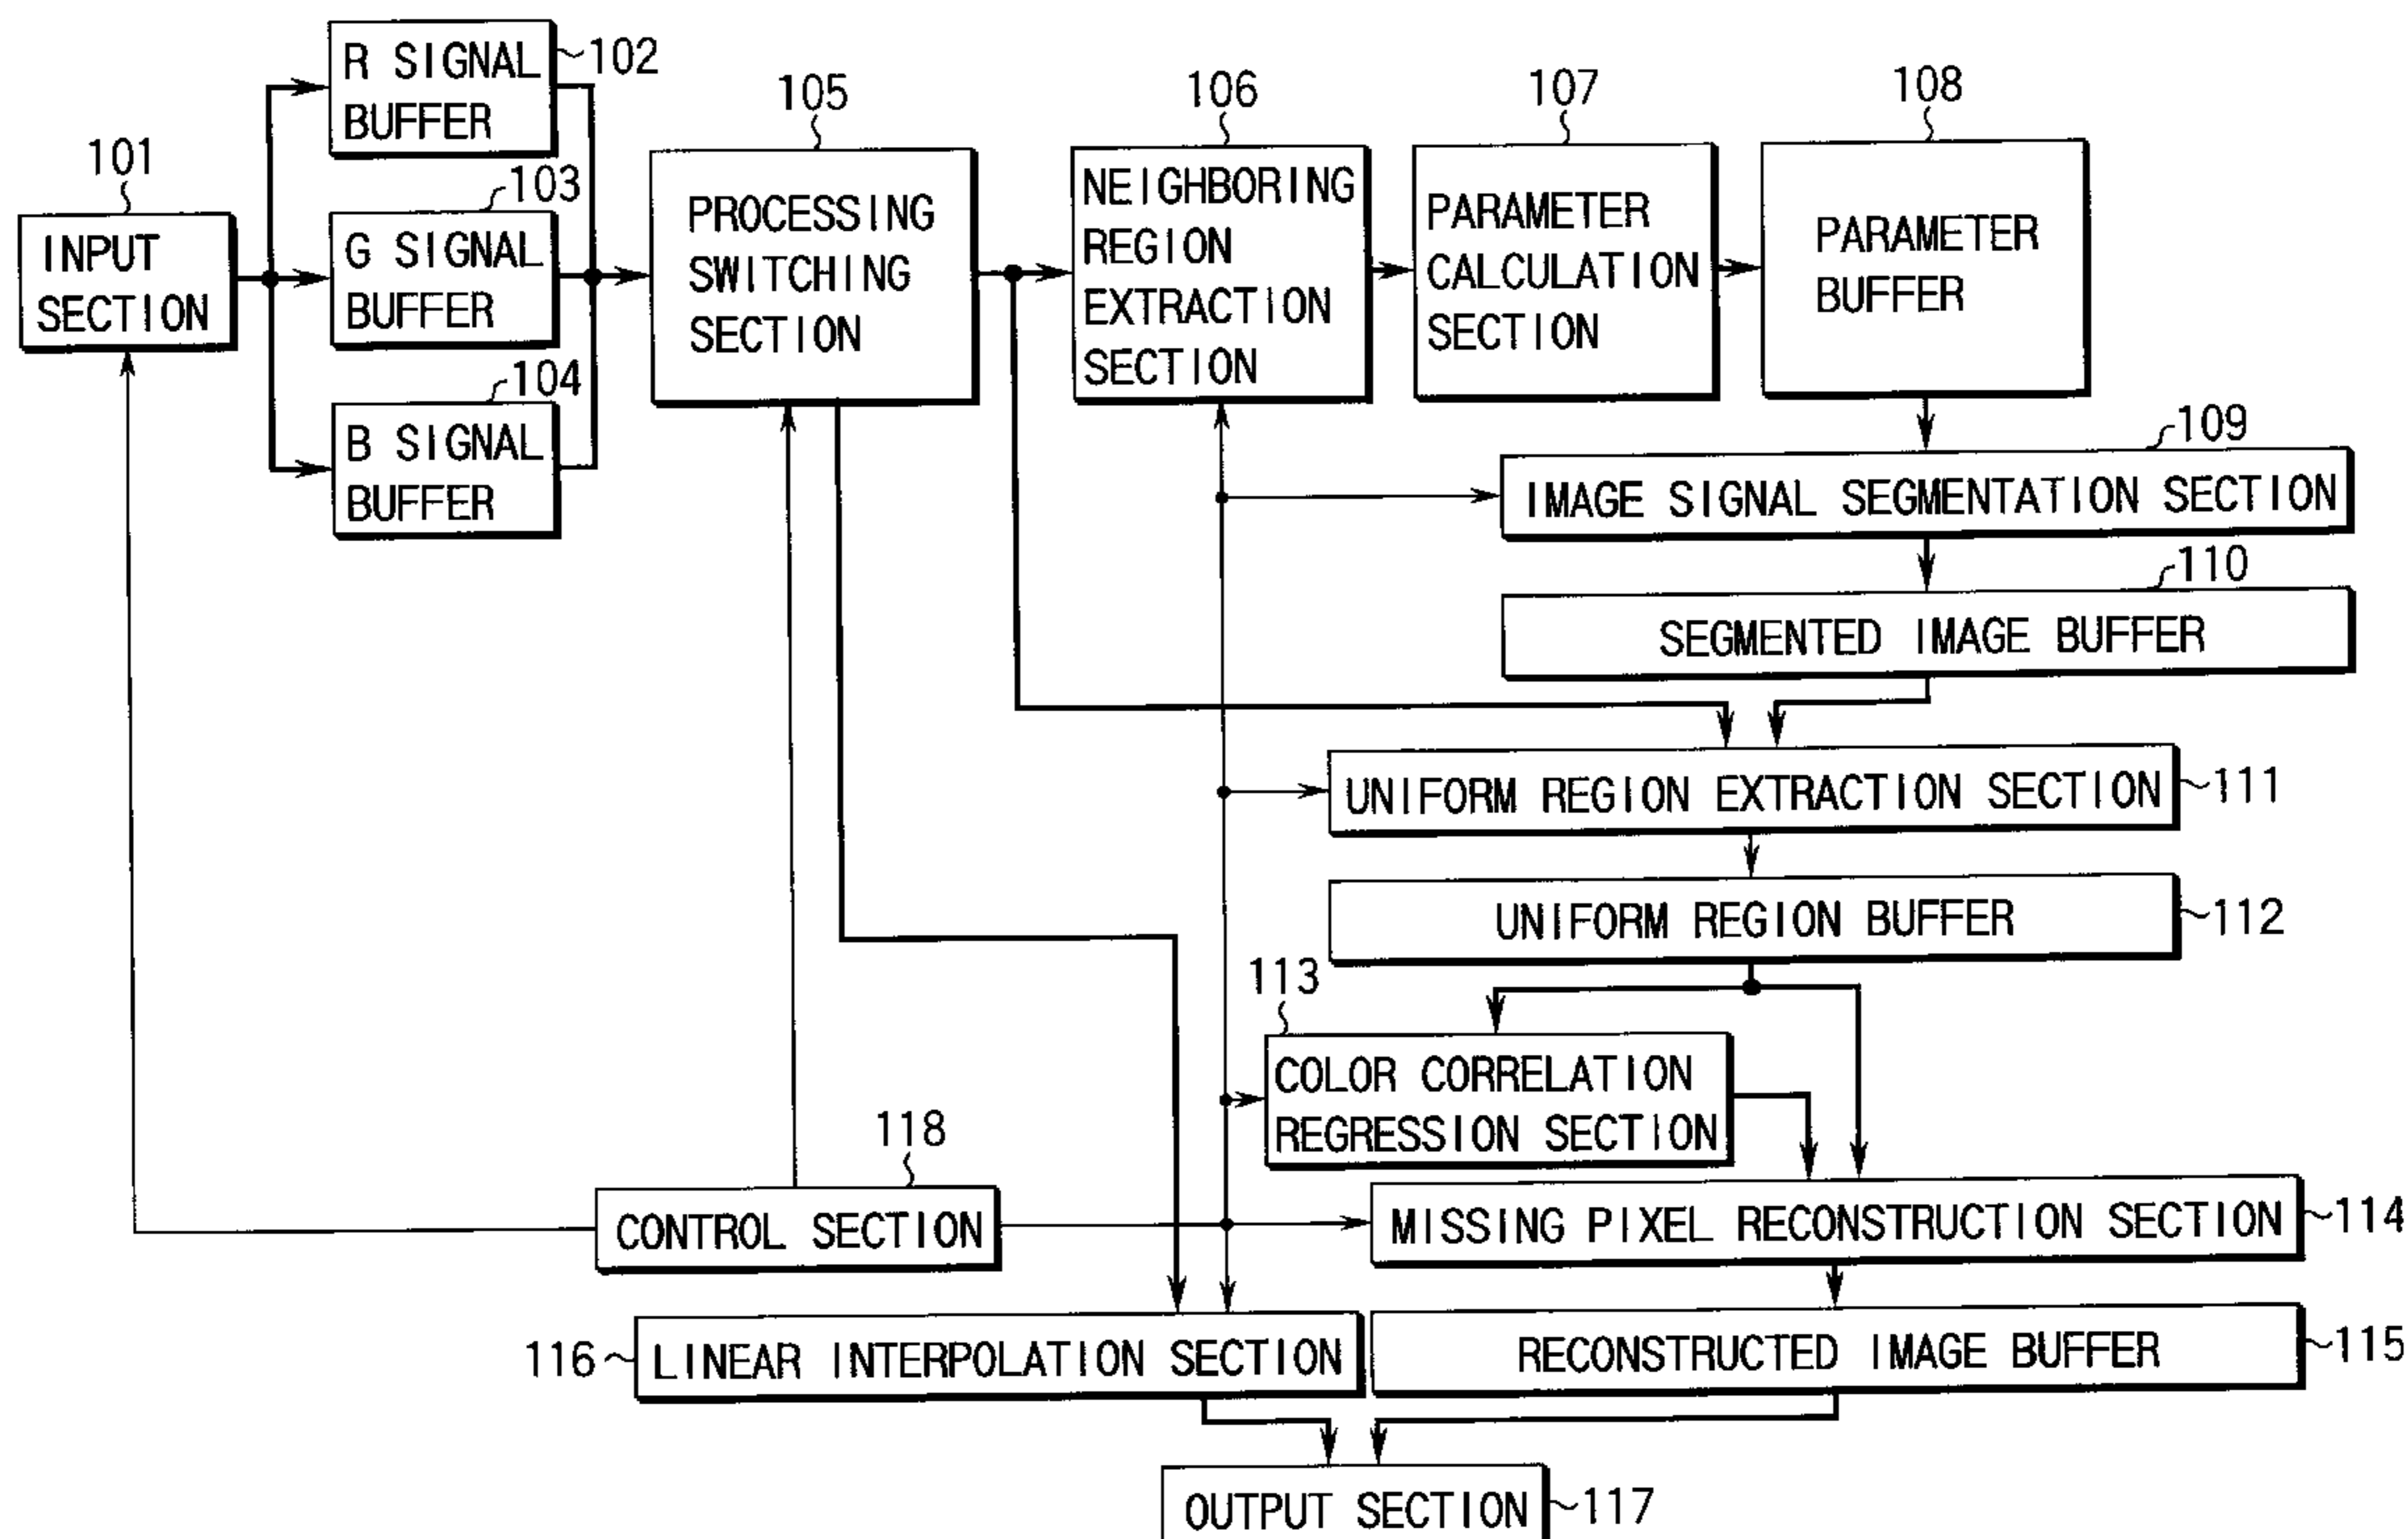 R SIGNAL
BUFFER
102
101
INPUT
SECTION
103
G SIGNAL
BUFFER
104
B SIGNAL
BUFFER
105
PROCESSING
SWITCHING
SECTION
106
NEIGHBORING
REGION
EXTRACTION
SECTION
107
PARAMETER
CALCULATION
SECTION
108
PARAMETER
BUFFER
109
IMAGE SIGNAL SEGMENTATION SECTION
110
SEGMENTED IMAGE BUFFER
UNIFORM REGION EXTRACTION SECTION
111
UNIFORM REGION BUFFER
112
113
COLOR CORRELATION
REGRESSION SECTION
118
CONTROL SECTION
MISSING PIXEL RECONSTRUCTION SECTION
114
116
LINEAR INTERPOLATION SECTION
RECONSTRUCTED IMAGE BUFFER
115
OUTPUT SECTION
117